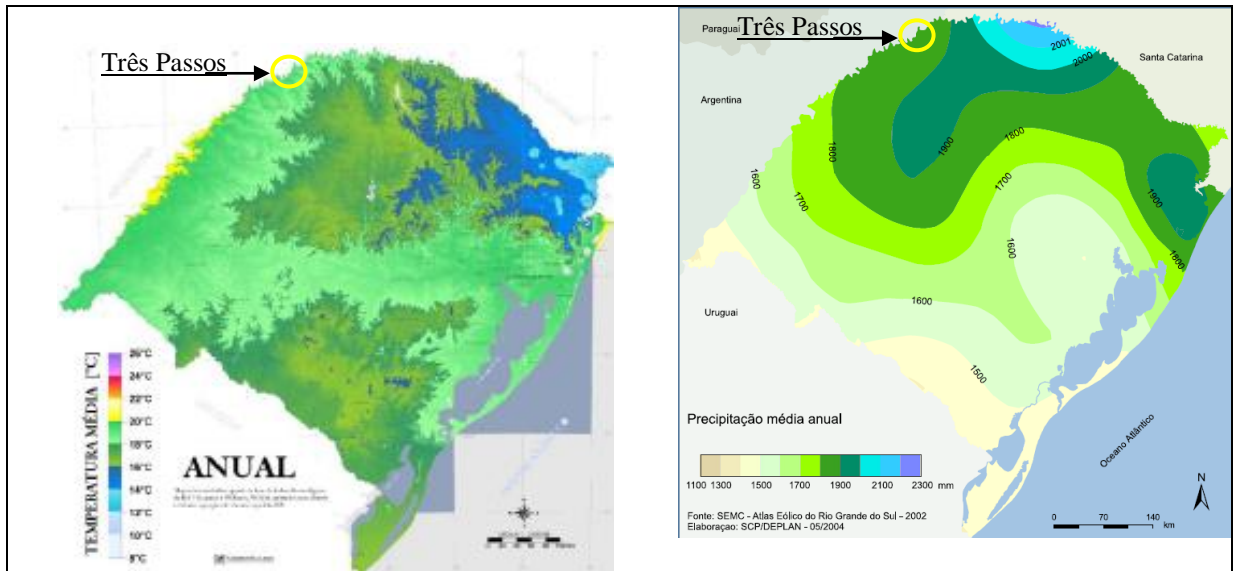 Três Passos
TEMPERATURA MÉDIA [°C]
26°C
24°C
22°C
20°C
18°C
16°C
14°C
12°C
10°C
8°C
ANUAL
Três Passos
Paraguai
Argentina
Uruguai
Santa Catarina
Oceano Atlântico
2001
2000
1900
1800
1800
1700
1600
1700
1600
1600
1500
1900
1800
Precipitação média anual
1100 1300 1500 1700 1900 2100 2300 mm
Fonte: SEMC - Atlas Eólico do Rio Grande do Sul - 2002
Elaboraçao: SCP/DEPLAN - 05/2004
N
0 70 140
km